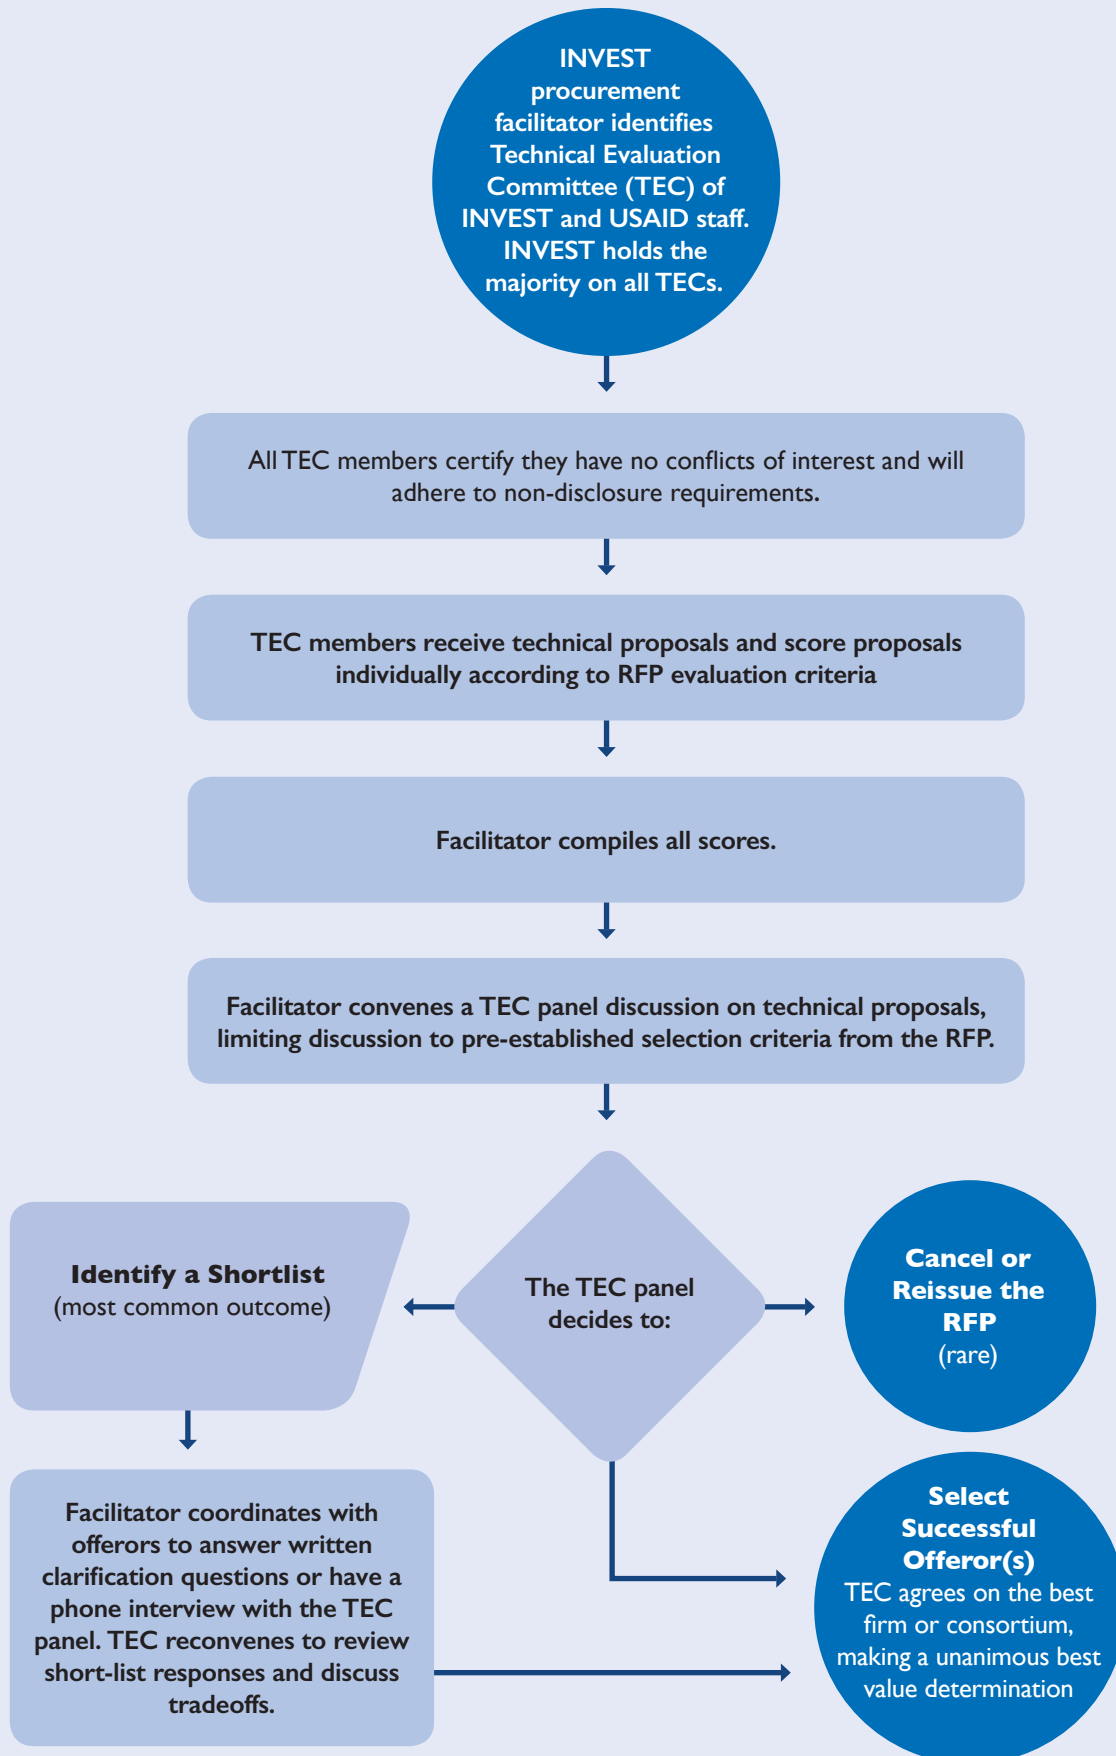 INVEST
procurement
facilitator identifies
Technical Evaluation
Committee (TEC) of
INVEST and USAID staff.
INVEST holds the
majority on all TECs.
All TEC members certify they have no conflicts of interest and will
adhere to non-disclosure requirements.
TEC members receive technical proposals and score proposals
individually according to RFP evaluation criteria
Facilitator compiles all scores.
Facilitator convenes a TEC panel discussion on technical proposals,
limiting discussion to pre-established selection criteria from the RFP.
The TEC panel
decides to:
Identify a Shortlist
(most common outcome)
Cancel or
Reissue the
RFP
(rare)
Facilitator coordinates with
offerors to answer written
clarification questions or have a
phone interview with the TEC
panel. TEC reconvenes to review
short-list responses and discuss
tradeoffs.
Select
Successful
Offeror(s)
TEC agrees on the best
firm or consortium,
making a unanimous best
value determination